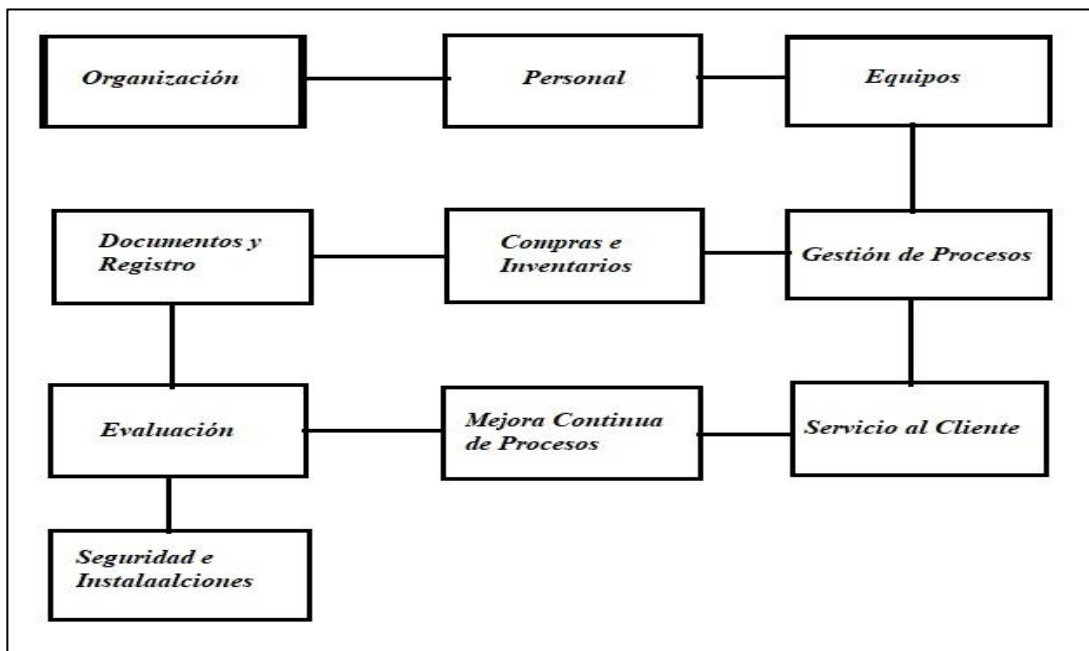 Organización
Personal
Equipos
Documentos y
Registro
Compras e
Inventarios
Gestión de Procesos
Evaluación
Mejora Continua
de Procesos
Servicio al Cliente
Seguridad e
Instalaalciones